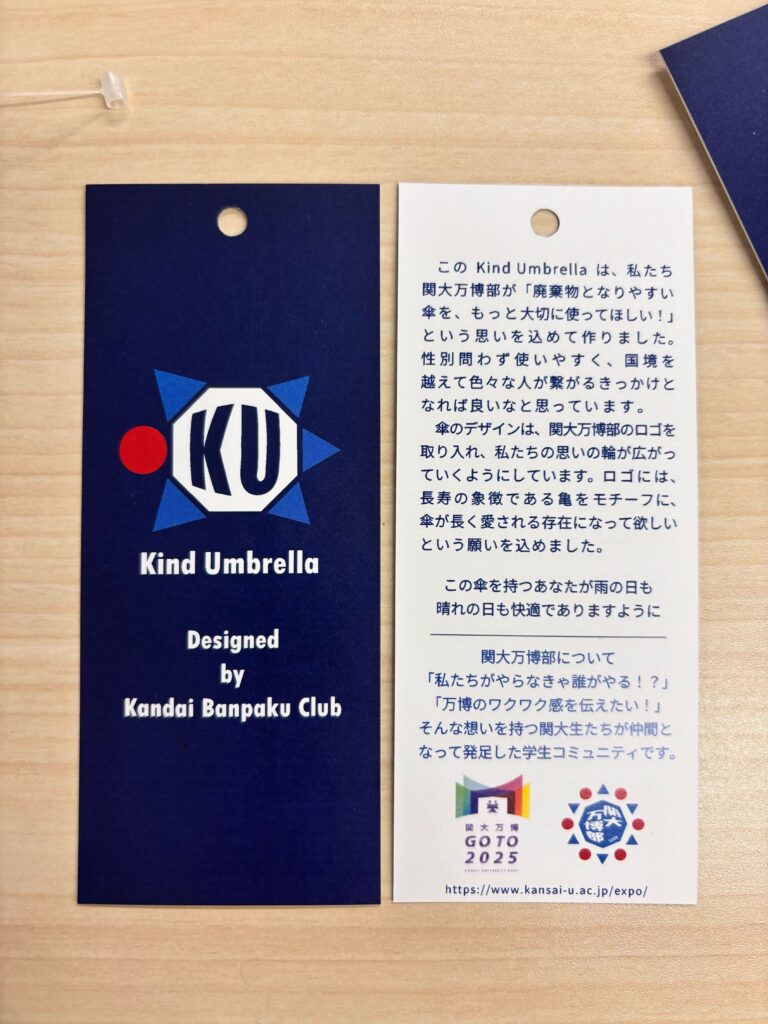 KU
Kind Umbrella
Designed
by
Kandai Banpaku Club
この Kind Umbrella は、私たち
関大万博部が「廃棄物となりやすい
傘を、もっと大切に使ってほしい！」
という思いを込めて作りました。
性別問わず使いやすく、国境を
越えて色々な人が繋がるきっかけと
なれば良いなと思っています。
傘のデザインは、関大万博部のロゴを
取り入れ、私たちの思いの輪が広がっ
ていくようにしています。ロゴには、
長寿の象徴である亀をモチーフに、
傘が長く愛される存在になって欲しい
という願いを込めました。
この傘を持つあなたが雨の日も
晴れの日も快適でありますように
関大万博部について
「私たちがやらなきゃ誰がやる！？」
「万博のワクワク感を伝えたい！」
そんな想いを持つ関大生たちが仲間と
なって発足した学生コミュニティです。
関大万博
GO TO
2025
KANSAI UNIVERSITY EXPO
関大
万博部
https://www.kansai-u.ac.jp/expo/